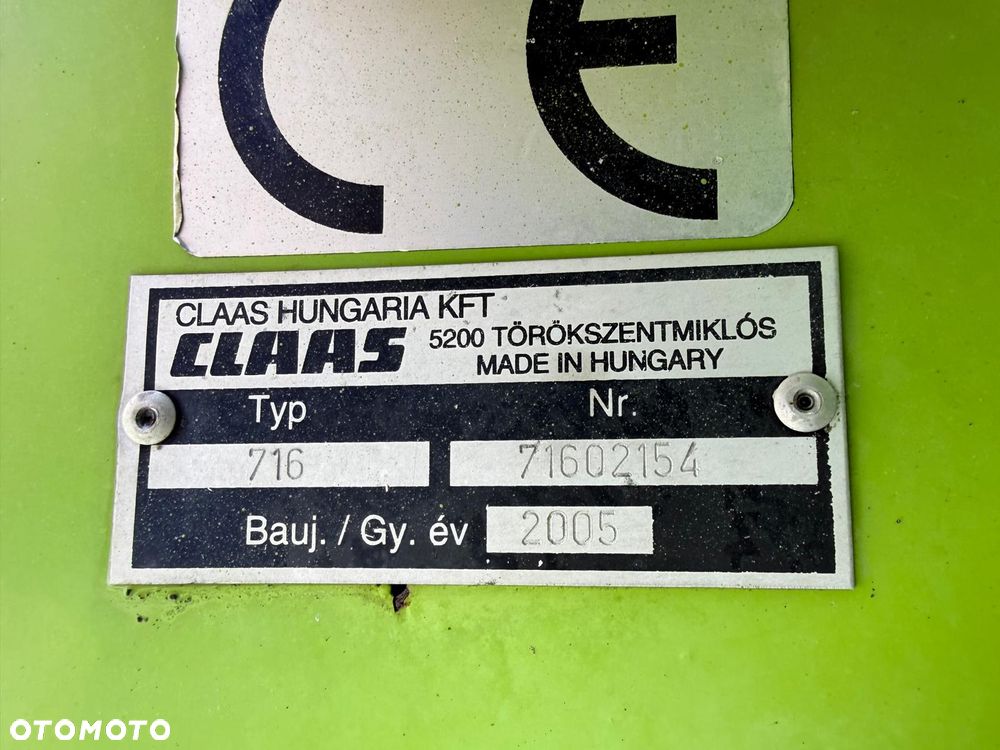 CE
CLAAS HUNGARIA KFT
CLAAS 5200 TÖRÖKSZENTMIKLÓS
MADE IN HUNGARY
Typ Nr.
716 71602154
Bauj. / Gy. év 2005
OTOMOTO